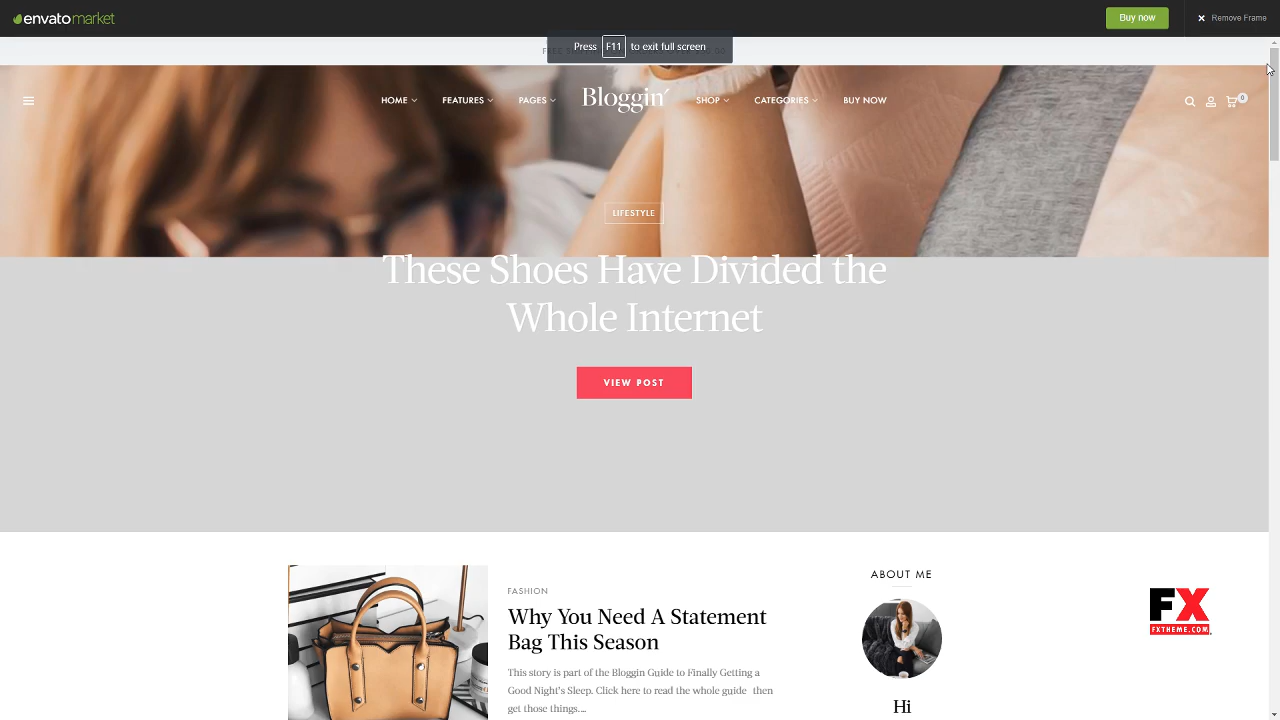 envatomarket
Buy now
Remove Frame
Press F11 to exit full screen
HOME
FEATURES
PAGES
Bloggin'
SHOP
CATEGORIES
BUY NOW
0
LIFESTYLE
These Shoes Have Divided the
Whole Internet
VIEW POST
FASHION
Why You Need A Statement
Bag This Season
This story is part of the Bloggin Guide to Finally Getting a
Good Night's Sleep. Click here to read the whole guide then
get those things...
ABOUT ME
Hi
FX
FXTHEME.COM